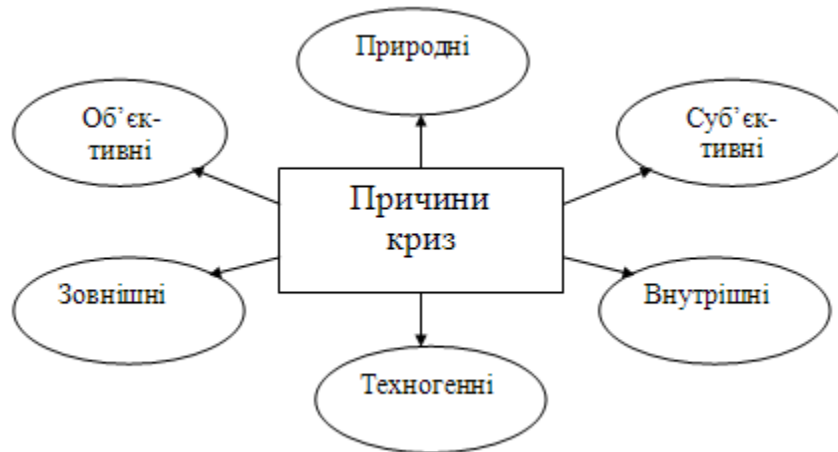 Природні
Об’єк-
тивні
Суб’єк-
тивні
Причини
криз
Зовнішні
Внутрішні
Техногенні